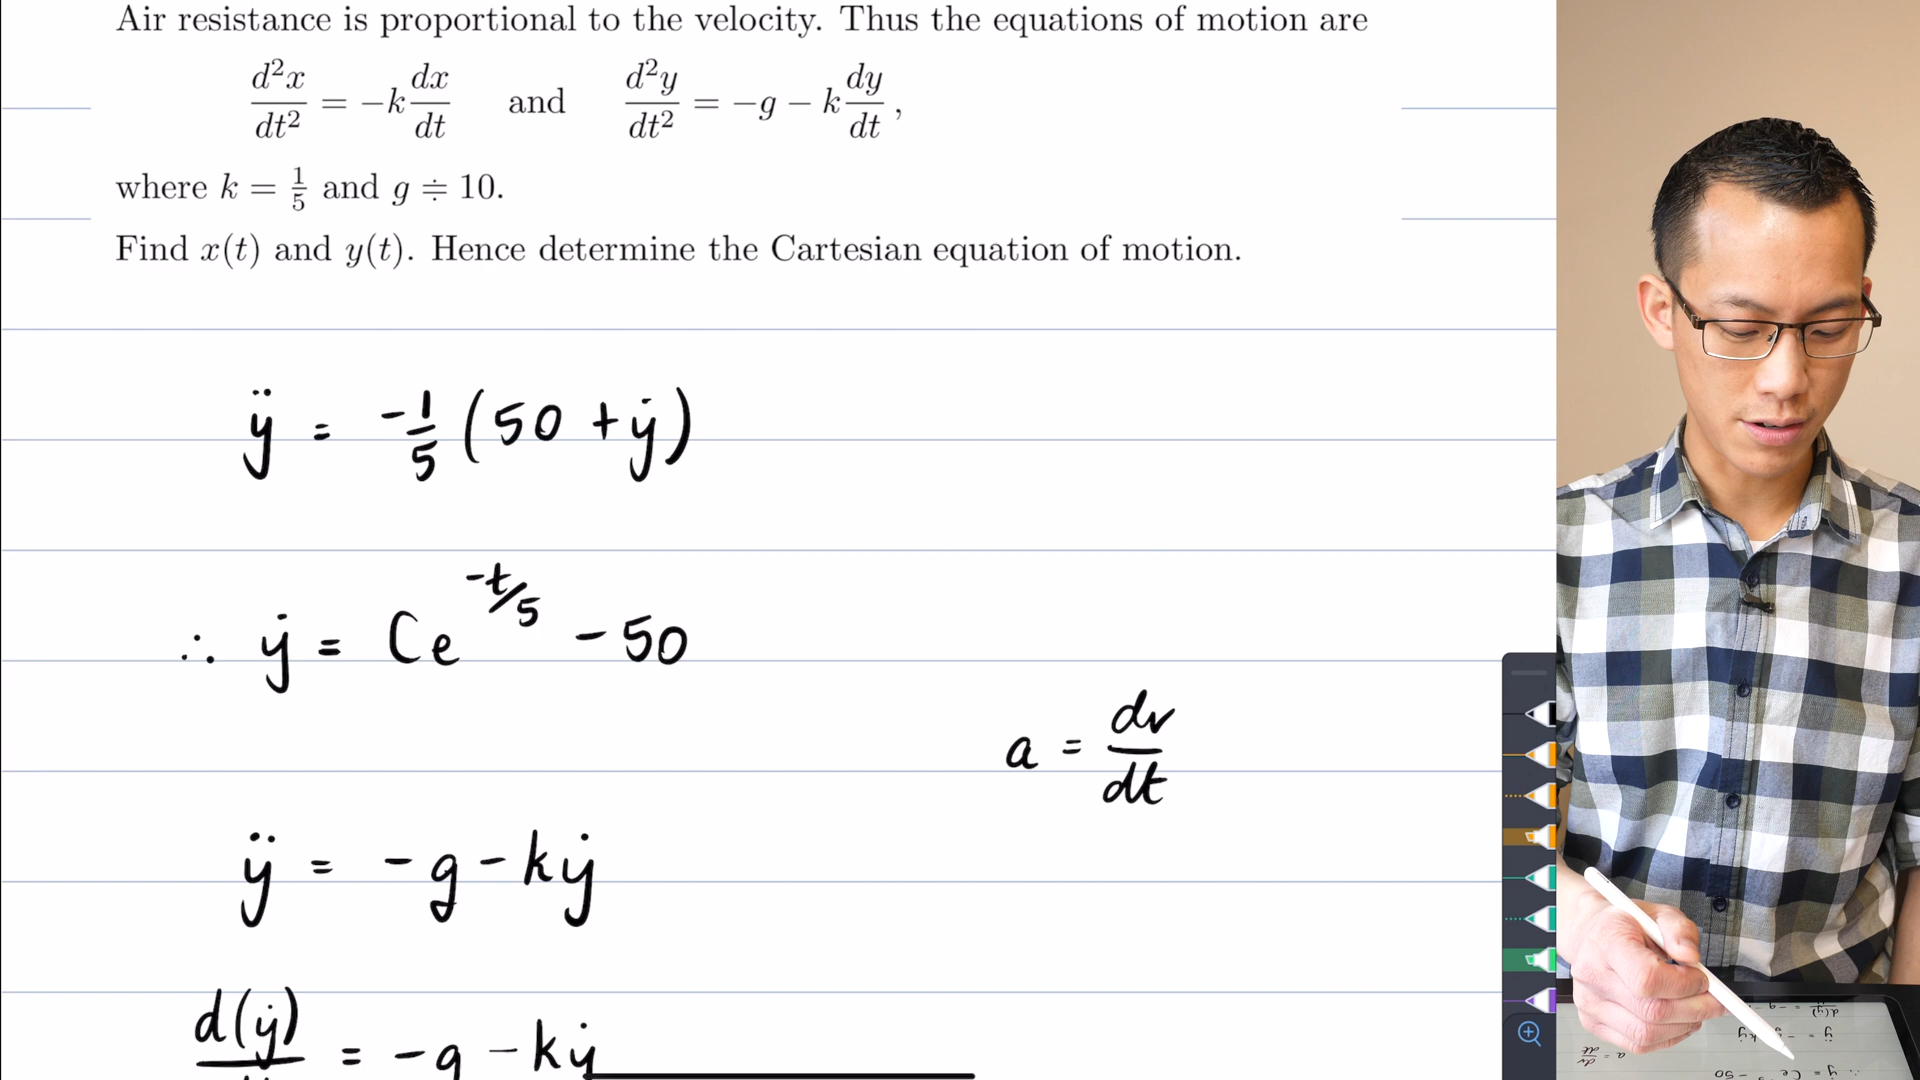 Air resistance is proportional to the velocity. Thus the equations of motion are
d²x/dt² = −k dx/dt and d²y/dt² = −g − k dy/dt ,
where k = 1/5 and g ≑ 10.
Find x(t) and y(t). Hence determine the Cartesian equation of motion.
ÿ = -1/5 (50 + ẏ)
∴ ẏ = Ce^(-t/5) - 50
a = dv/dt
ÿ = -g - kẏ
d(ẏ) = -g - kẏ